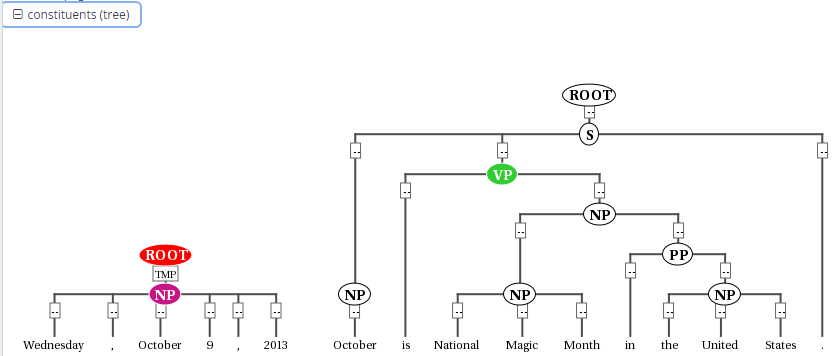 constituents (tree)
ROOT
S
VP
NP
PP
ROOT
TMP
NP NP NP NP
Wednesday , October 9 , 2013 October is National Magic Month in the United States .